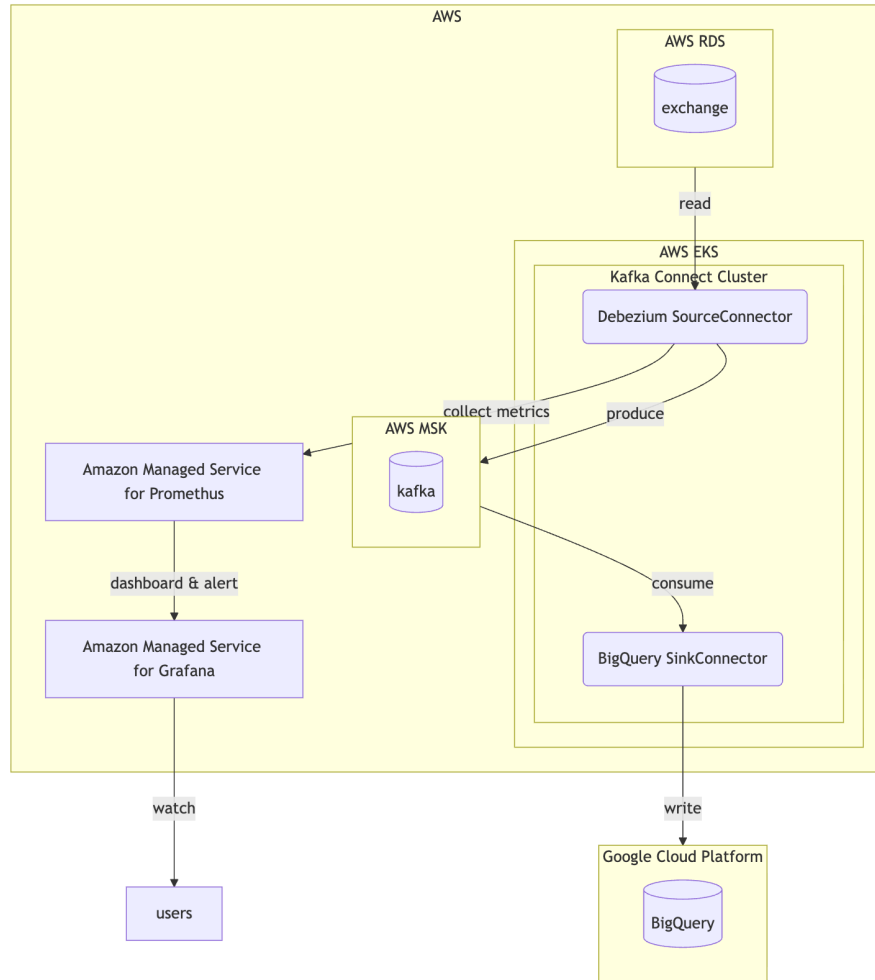 AWS
AWS RDS
exchange
read
AWS EKS
Kafka Connect Cluster
Debezium SourceConnector
collect metrics
produce
AWS MSK
kafka
Amazon Managed Service
for Promethus
dashboard & alert
consume
Amazon Managed Service
for Grafana
BigQuery SinkConnector
watch
write
Google Cloud Platform
users
BigQuery